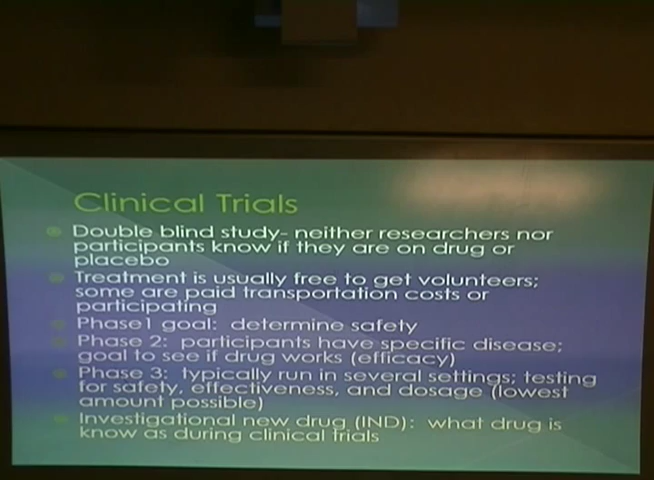 Clinical Trials
Double blind study- neither researchers nor
participants know if they are on drug or
placebo
Treatment is usually free to get volunteers;
some are paid transportation costs or
participating
Phase1 goal: determine safety
Phase 2: participants have specific disease;
goal to see if drug works (efficacy)
Phase 3: typically run in several settings; testing
for safety, effectiveness, and dosage (lowest
amount possible)
Investigational new drug (IND): what drug is
know as during clinical trials